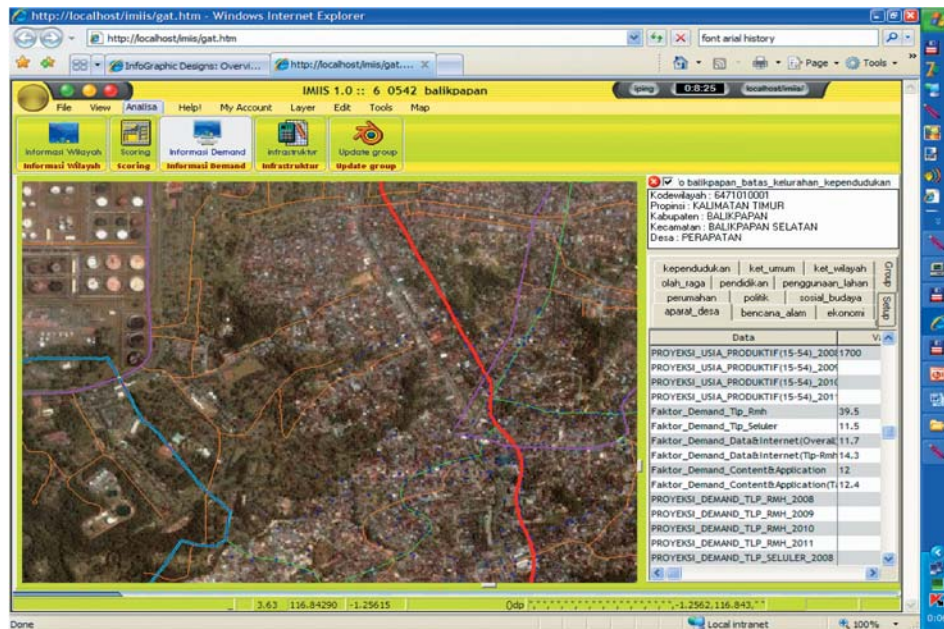 http://localhost/imiis/gat.htm - Windows Internet Explorer
http://localhost/imiis/gat.htm
font arial history
InfoGraphic Designs: Overvi...
http://localhost/imiis/gat....
Page
Tools
IMIIS 1.0 :: 6 0542 balikpapan
iping
0:8:25
localhost/imiis/
File View Analisa Help! My Account Layer Edit Tools Map
Informasi Wilayah Scoring Informasi Demand infrastruktur Update group
Informasi Wilayah Scoring Informasi Demand Infrastruktur Update group
balikpapan_batas_kelurahan_kependudukan
Kodewilayah : 6471010001
Propinsi : KALIMATAN TIMUR
Kabupaten : BALIKPAPAN
Kecamatan : BALIKPAPAN SELATAN
Desa : PERAPATAN
kependudukan ket_umum ket_wilayah
olah_raga pendidikan penggunaan_lahan
perumahan politik sosial_budaya
aparat_desa bencana_alam ekonomi
Group
Setup
Data
PROYEKSI_USIA_PRODUKTIF(15-54)_2008 1700
PROYEKSI_USIA_PRODUKTIF(15-54)_2009
PROYEKSI_USIA_PRODUKTIF(15-54)_2010
PROYEKSI_USIA_PRODUKTIF(15-54)_2011
Faktor_Demand_Tlp_Rmh 39.5
Faktor_Demand_Tlp_Seluler 11.5
Faktor_Demand_Data&Internet(Overal 11.7
Faktor_Demand_Data&Internet(Tlp-Rmh 14.3
Faktor_Demand_Content&Application 12
Faktor_Demand_Content&Application(T 12.4
PROYEKSI_DEMAND_TLP_RMH_2008
PROYEKSI_DEMAND_TLP_RMH_2009
PROYEKSI_DEMAND_TLP_RMH_2010
PROYEKSI_DEMAND_TLP_RMH_2011
PROYEKSI_DEMAND_TLP_SELULER_2008
3.63 116.84290 -1.25615
-1.2562,116.843,
Done
Local intranet
100%